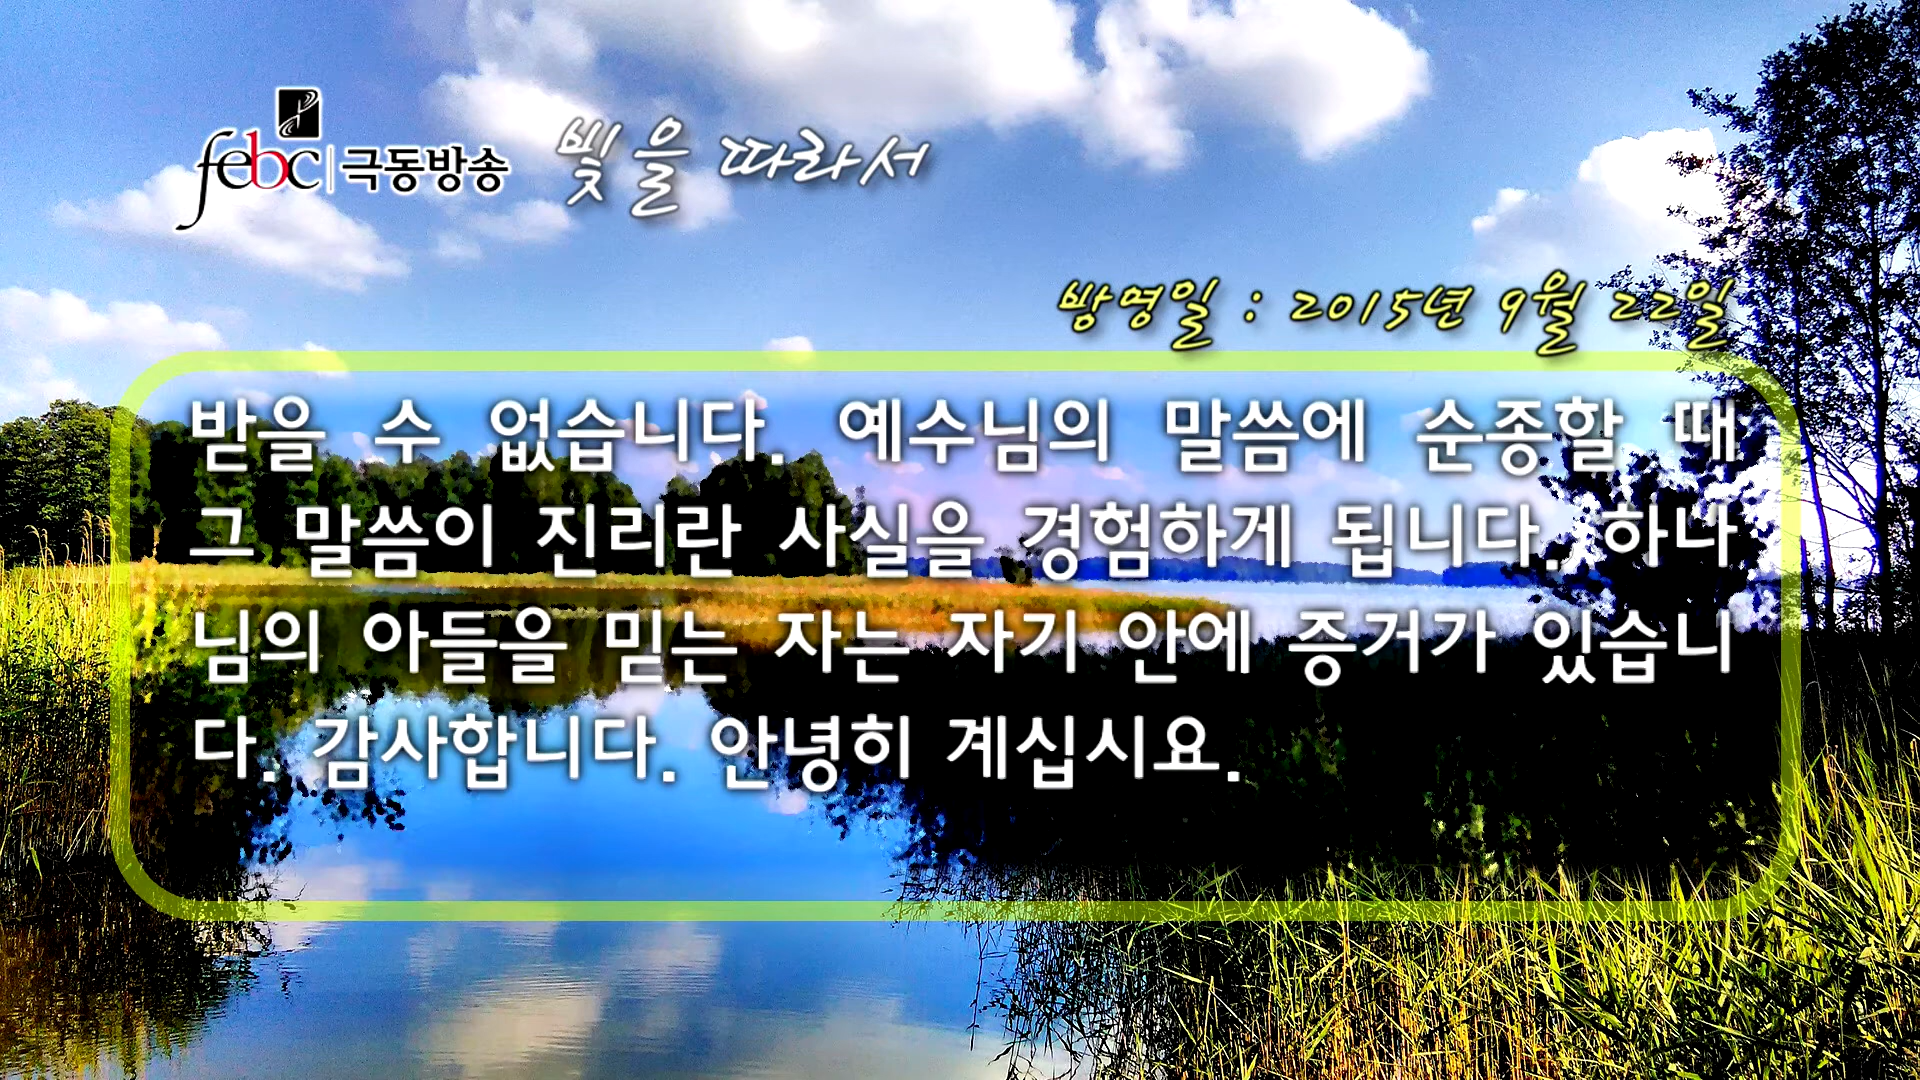 febc 극동방송 빛을 따라서
방영일 : 2015년 9월 22일
받을 수 없습니다. 예수님의 말씀에 순종할 때
그 말씀이 진리란 사실을 경험하게 됩니다. 하나
님의 아들을 믿는 자는 자기 안에 증거가 있습니
다. 감사합니다. 안녕히 계십시요.